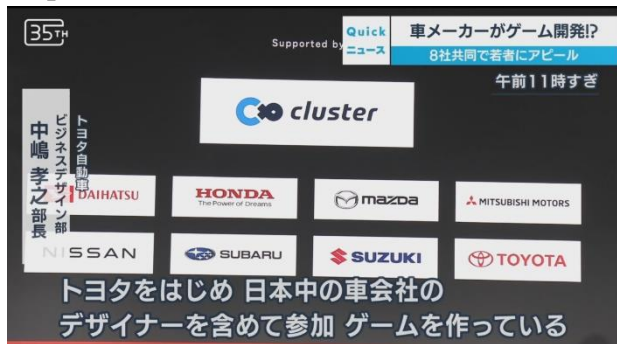 35TH
Supported by
Quick
ニュース
車メーカーがゲーム開発!?
8社共同で若者にアピール
午前11時すぎ
cluster
トヨタ自動車
ビジネスデザイン部
中嶋 孝之部長
DAIHATSU
HONDA
The Power of Dreams
mazDa
MITSUBISHI MOTORS
NISSAN
SUBARU
SUZUKI
TOYOTA
トヨタをはじめ 日本中の車会社の
デザイナーを含めて参加 ゲームを作っている